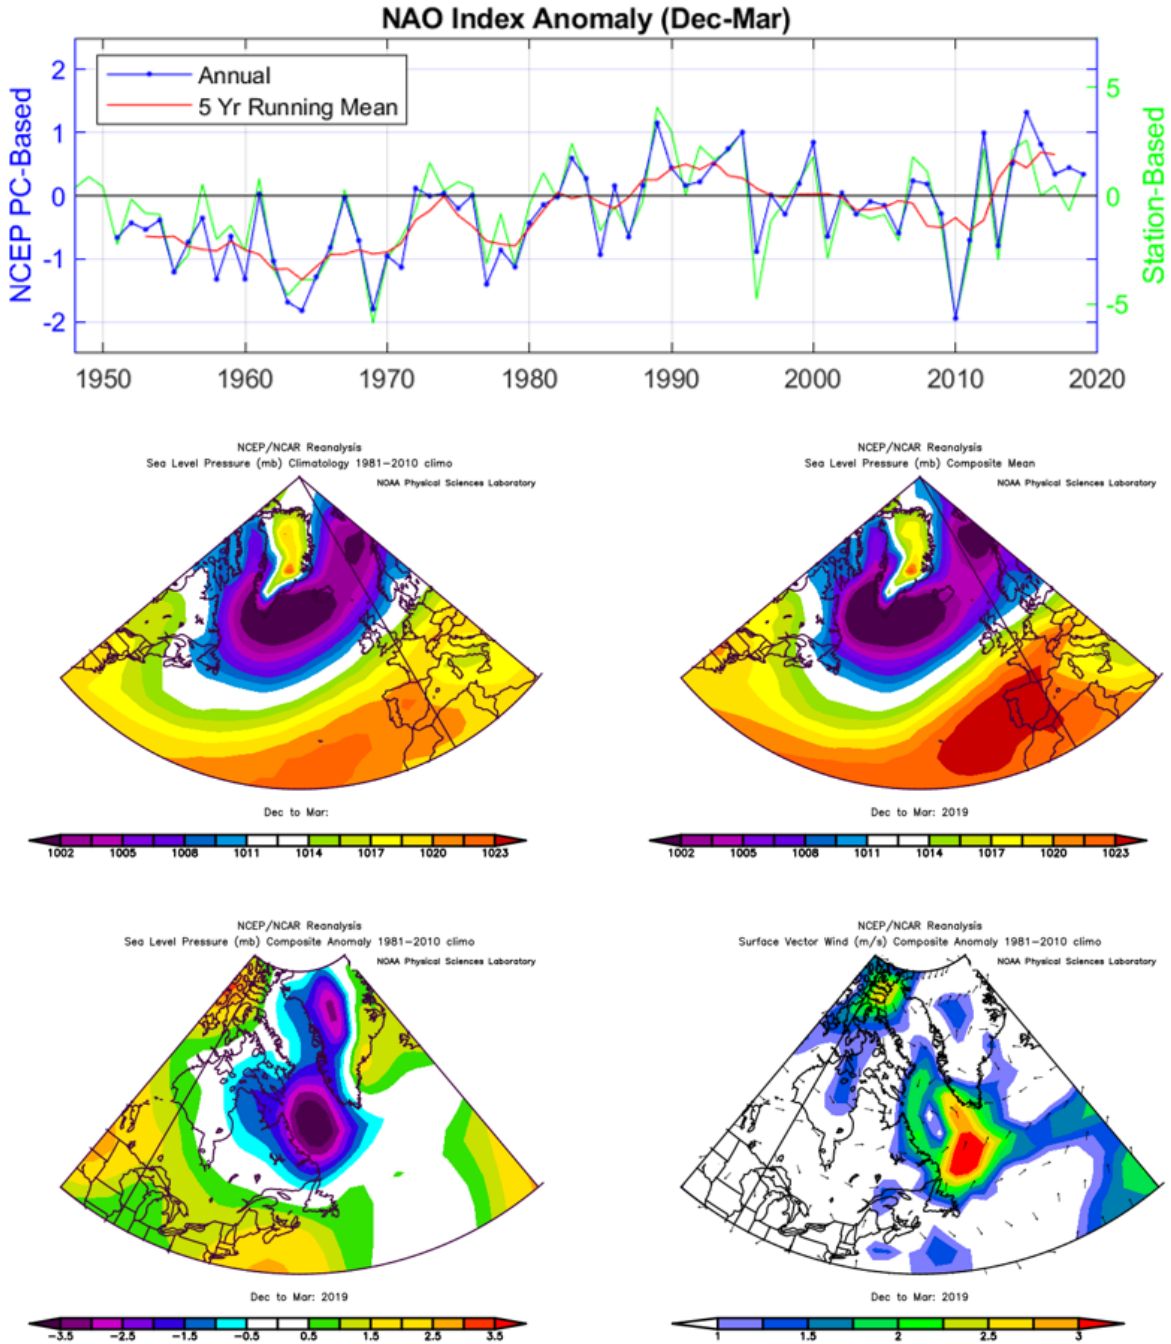 NAO Index Anomaly (Dec-Mar)
Annual
5 Yr Running Mean
NCEP PC-Based
2
1
0
-1
-2
Station-Based
5
0
-5
1950 1960 1970 1980 1990 2000 2010 2020
NCEP/NCAR Reanalysis
Sea Level Pressure (mb) Climatology 1981-2010 climo
NOAA Physical Sciences Laboratory
Dec to Mar:
1002 1005 1008 1011 1014 1017 1020 1023
NCEP/NCAR Reanalysis
Sea Level Pressure (mb) Composite Mean
NOAA Physical Sciences Laboratory
Dec to Mar: 2019
1002 1005 1008 1011 1014 1017 1020 1023
NCEP/NCAR Reanalysis
Sea Level Pressure (mb) Composite Anomaly 1981-2010 climo
NOAA Physical Sciences Laboratory
Dec to Mar: 2019
-3.5 -2.5 -1.5 -0.5 0.5 1.5 2.5 3.5
NCEP/NCAR Reanalysis
Surface Vector Wind (m/s) Composite Anomaly 1981-2010 climo
NOAA Physical Sciences Laboratory
Dec to Mar: 2019
1 1.5 2 2.5